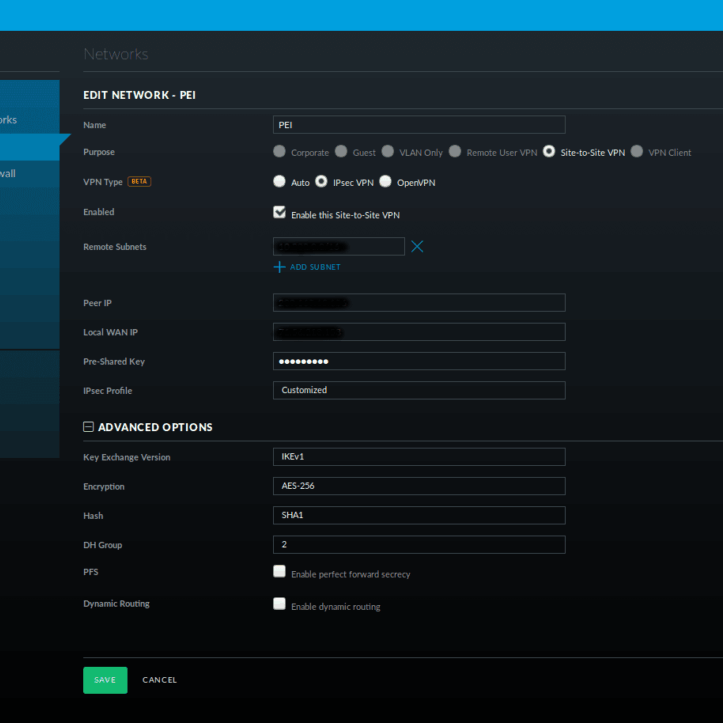 Networks
EDIT NETWORK - PEI
orks
wall
Name PEI
Purpose Corporate Guest VLAN Only Remote User VPN Site-to-Site VPN VPN Client
VPN Type BETA Auto IPsec VPN OpenVPN
Enabled Enable this Site-to-Site VPN
Remote Subnets
ADD SUBNET
Peer IP
Local WAN IP
Pre-Shared Key •••••••••
IPsec Profile Customized
ADVANCED OPTIONS
Key Exchange Version IKEv1
Encryption AES-256
Hash SHA1
DH Group 2
PFS Enable perfect forward secrecy
Dynamic Routing Enable dynamic routing
SAVE CANCEL